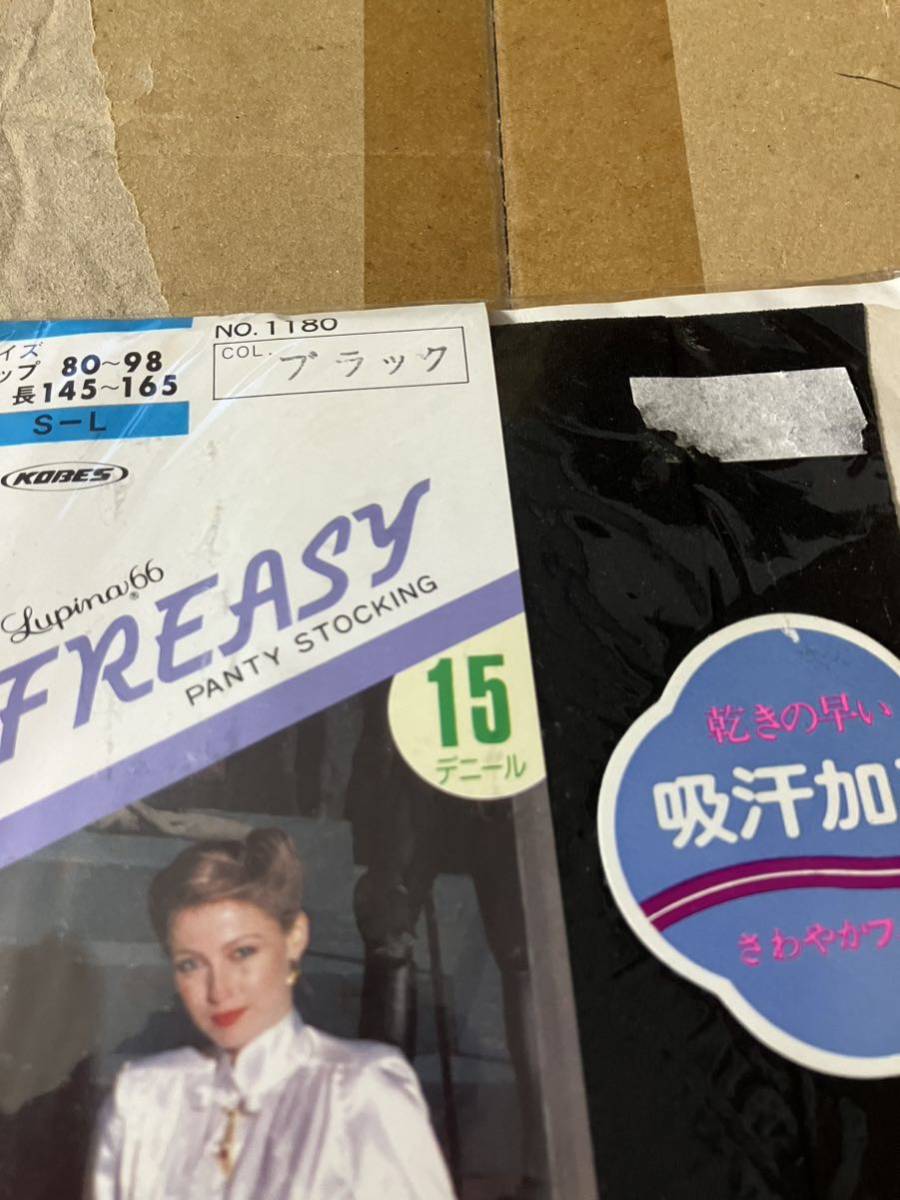 イズ
ップ 80~98
長145~165
S-L
KOBES
NO.1180
COL. ブラック
Lupina®66
FREASY
PANTY STOCKING
15
デニール
乾きの早い
吸汗加
さわやかフ